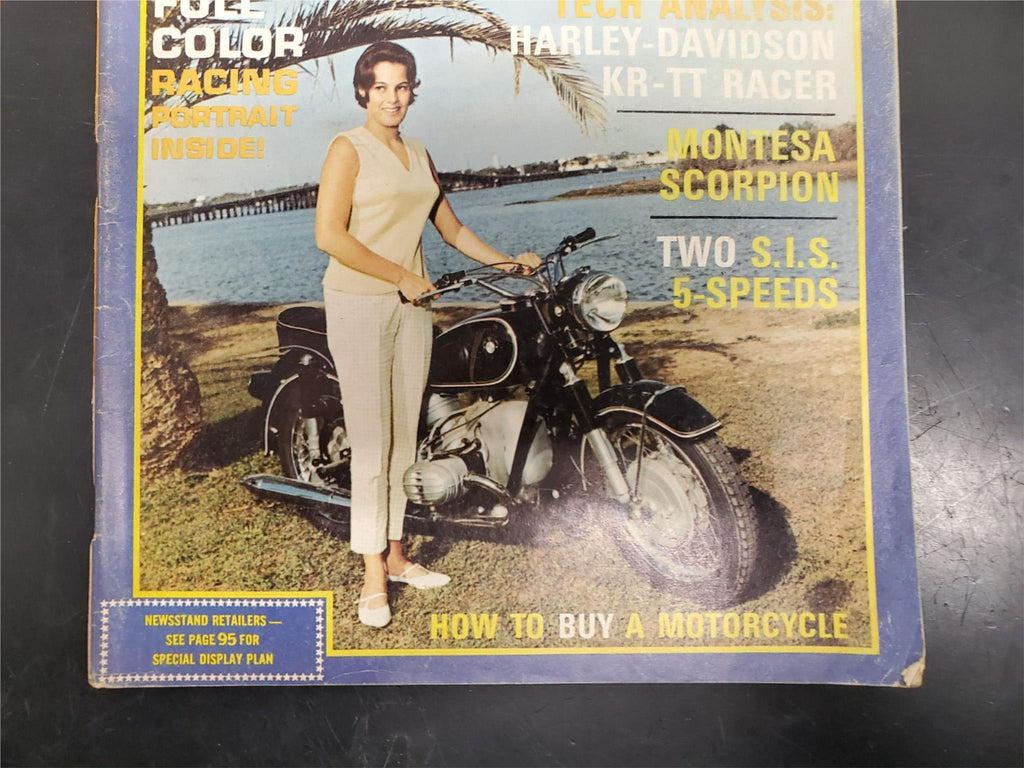 FULL
COLOR
RACING
PORTRAIT
INSIDE!
TECH ANALYSIS:
HARLEY-DAVIDSON
KR-TT RACER
MONTESA
SCORPION
TWO S.I.S.
5-SPEEDS
HOW TO BUY A MOTORCYCLE
NEWSSTAND RETAILERS—
SEE PAGE 95 FOR
SPECIAL DISPLAY PLAN